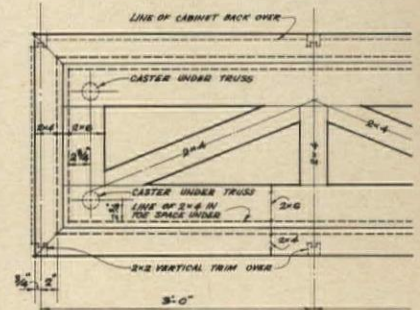 LINE OF CABINET BACK OVER
CASTER UNDER TRUSS
2×4
2×6
2×4
2×4
2×4
CASTER UNDER TRUSS
LINE OF 2×4 IN
TOE SPACE UNDER
2×6
2×4
2×2 VERTICAL TRIM OVER
2"
3'-0"